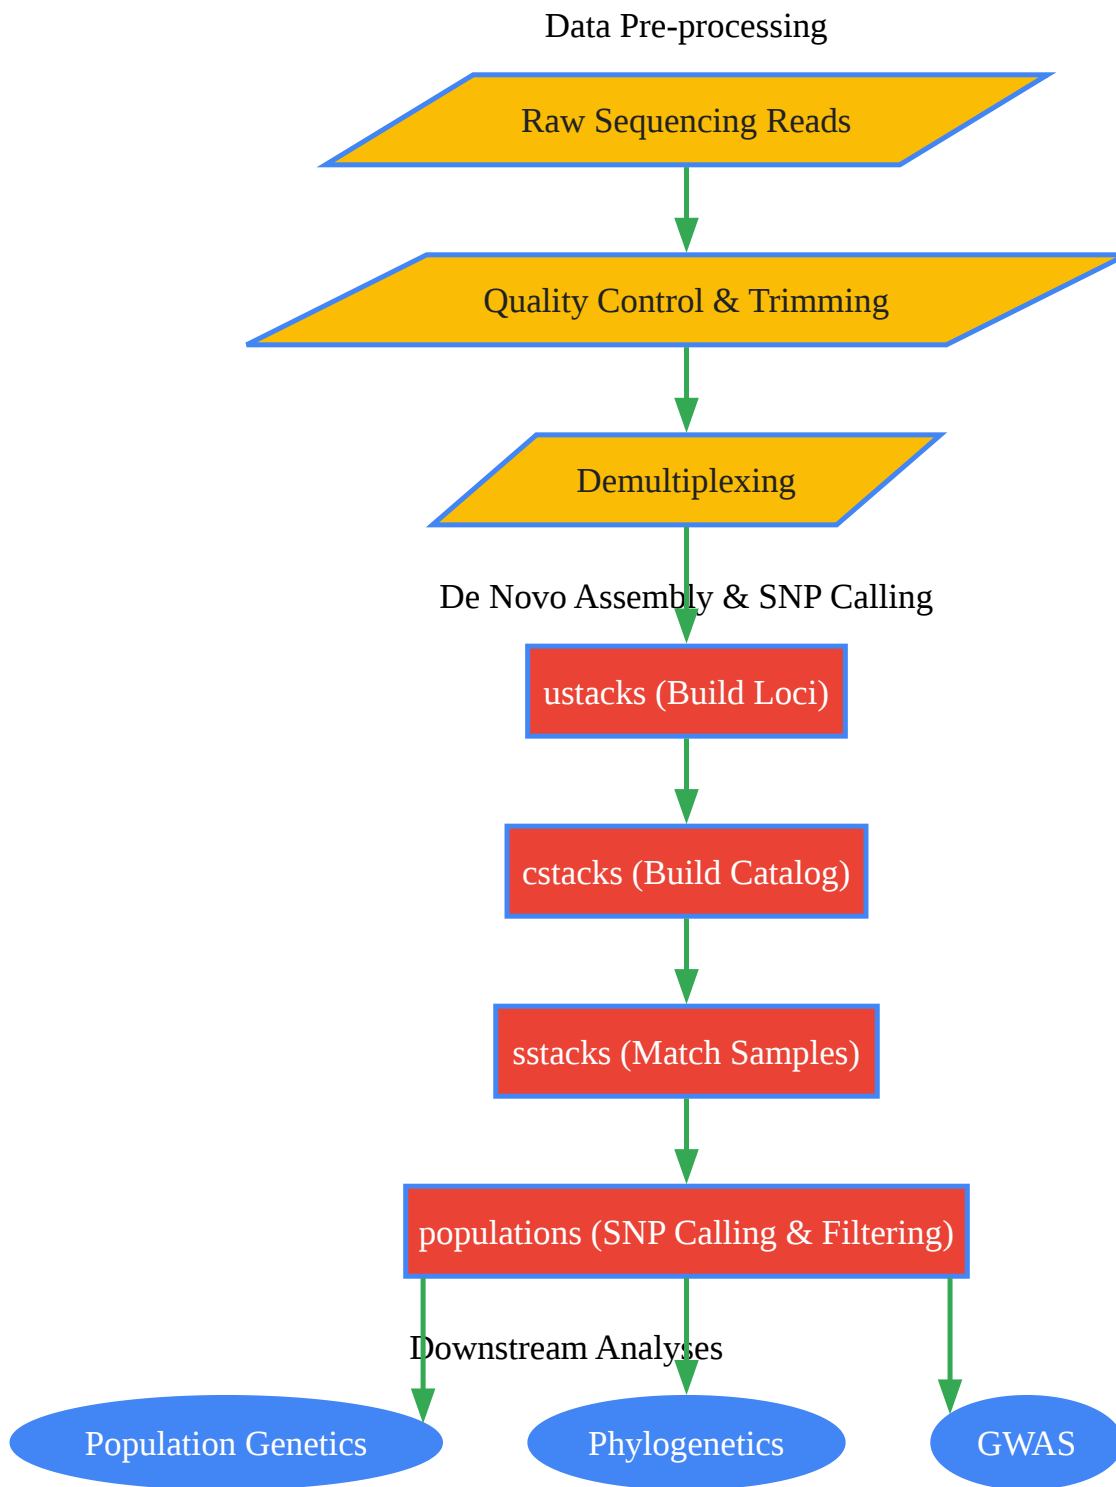 Data Pre-processing
Raw Sequencing Reads
Quality Control & Trimming
Demultiplexing
De Novo Assembly & SNP Calling
ustacks (Build Loci)
cstacks (Build Catalog)
sstacks (Match Samples)
populations (SNP Calling & Filtering)
Downstream Analyses
Population Genetics
Phylogenetics
GWAS